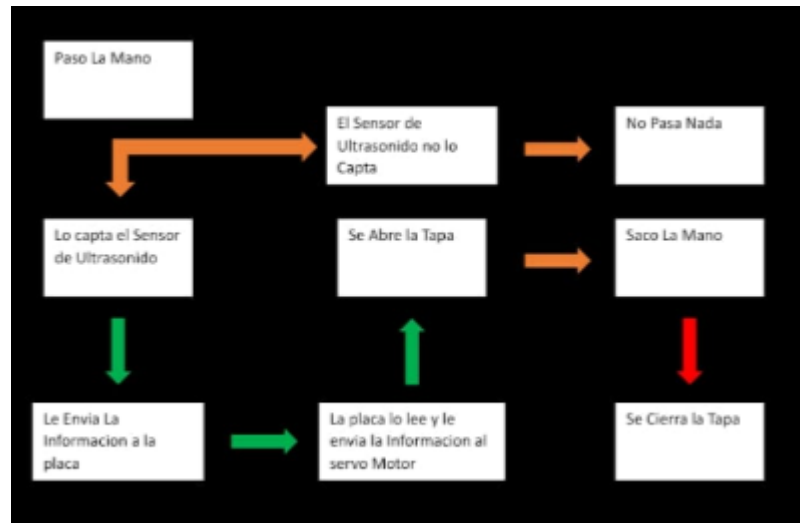 Paso La Mano
El Sensor de
Ultrasonido no lo
Capta
No Pasa Nada
Lo capta el Sensor
de Ultrasonido
Se Abre la Tapa
Saco La Mano
Le Envia La
Informacion a la
placa
La placa lo lee y le
envia la Informacion al
servo Motor
Se Cierra la Tapa